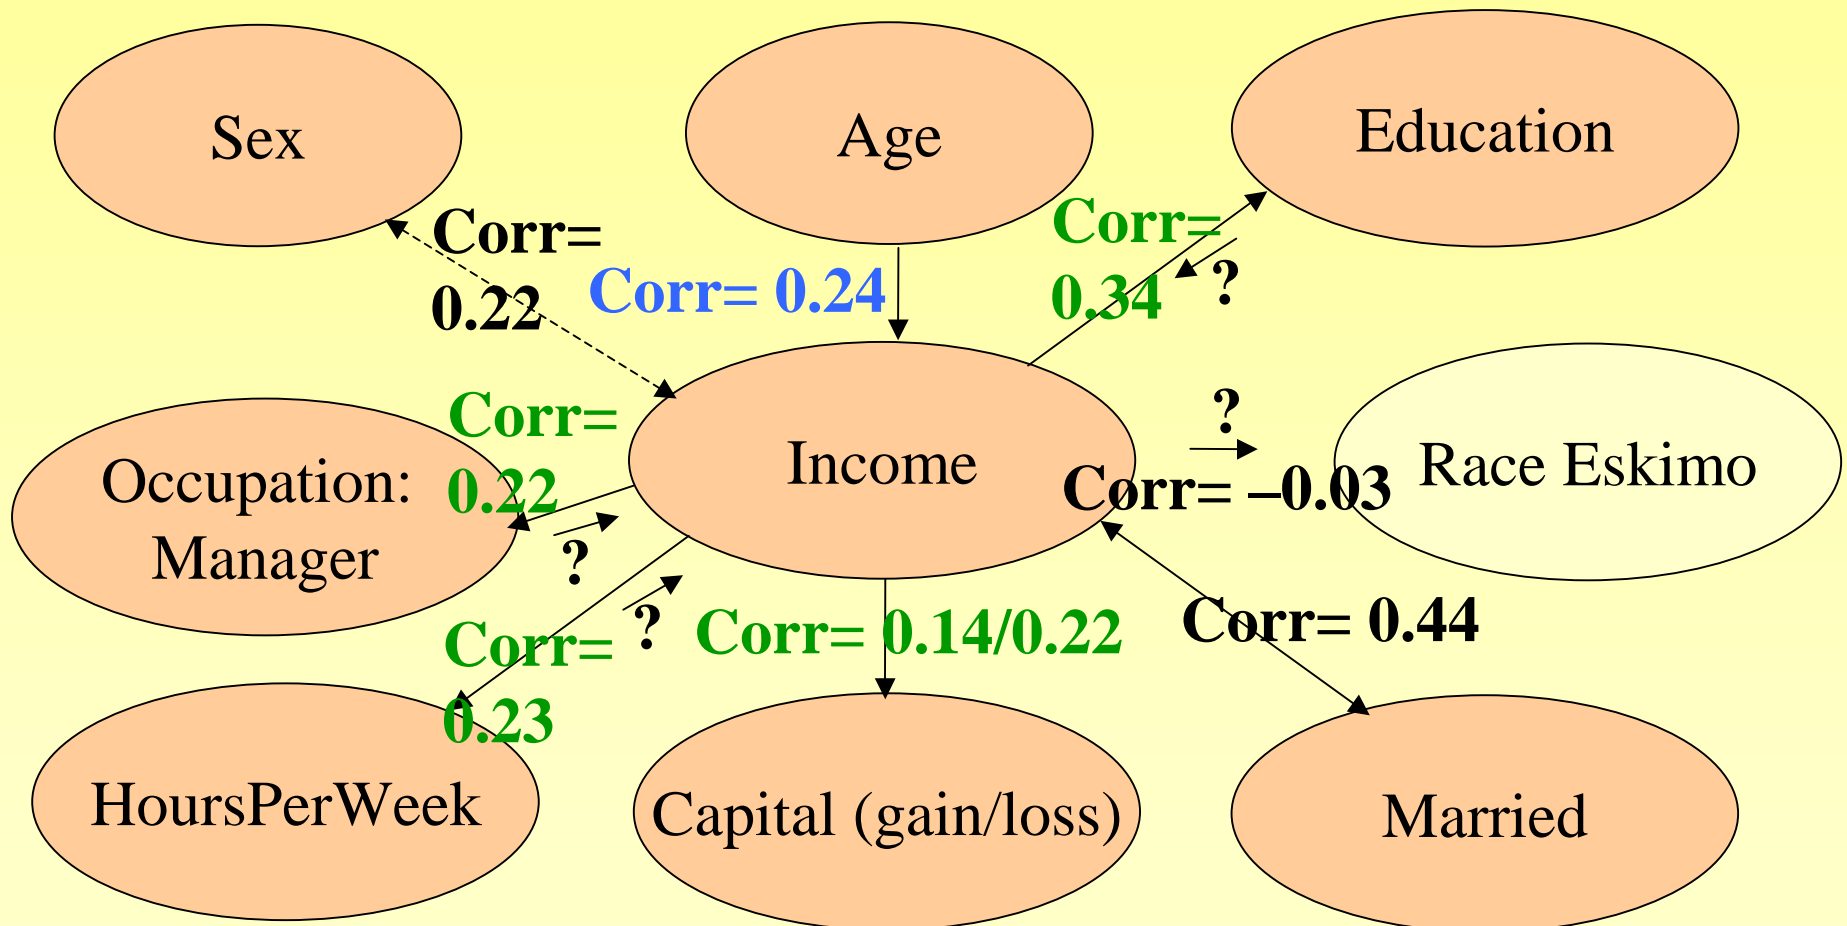 Sex
Age
Education
Corr=
0.22
Corr= 0.24
Corr=
0.34
?
Corr=
0.22
Occupation:
Manager
?
Income
?
Corr= –0.03
Race Eskimo
Corr=
0.23
?
Corr= 0.14/0.22
Corr= 0.44
HoursPerWeek
Capital (gain/loss)
Married